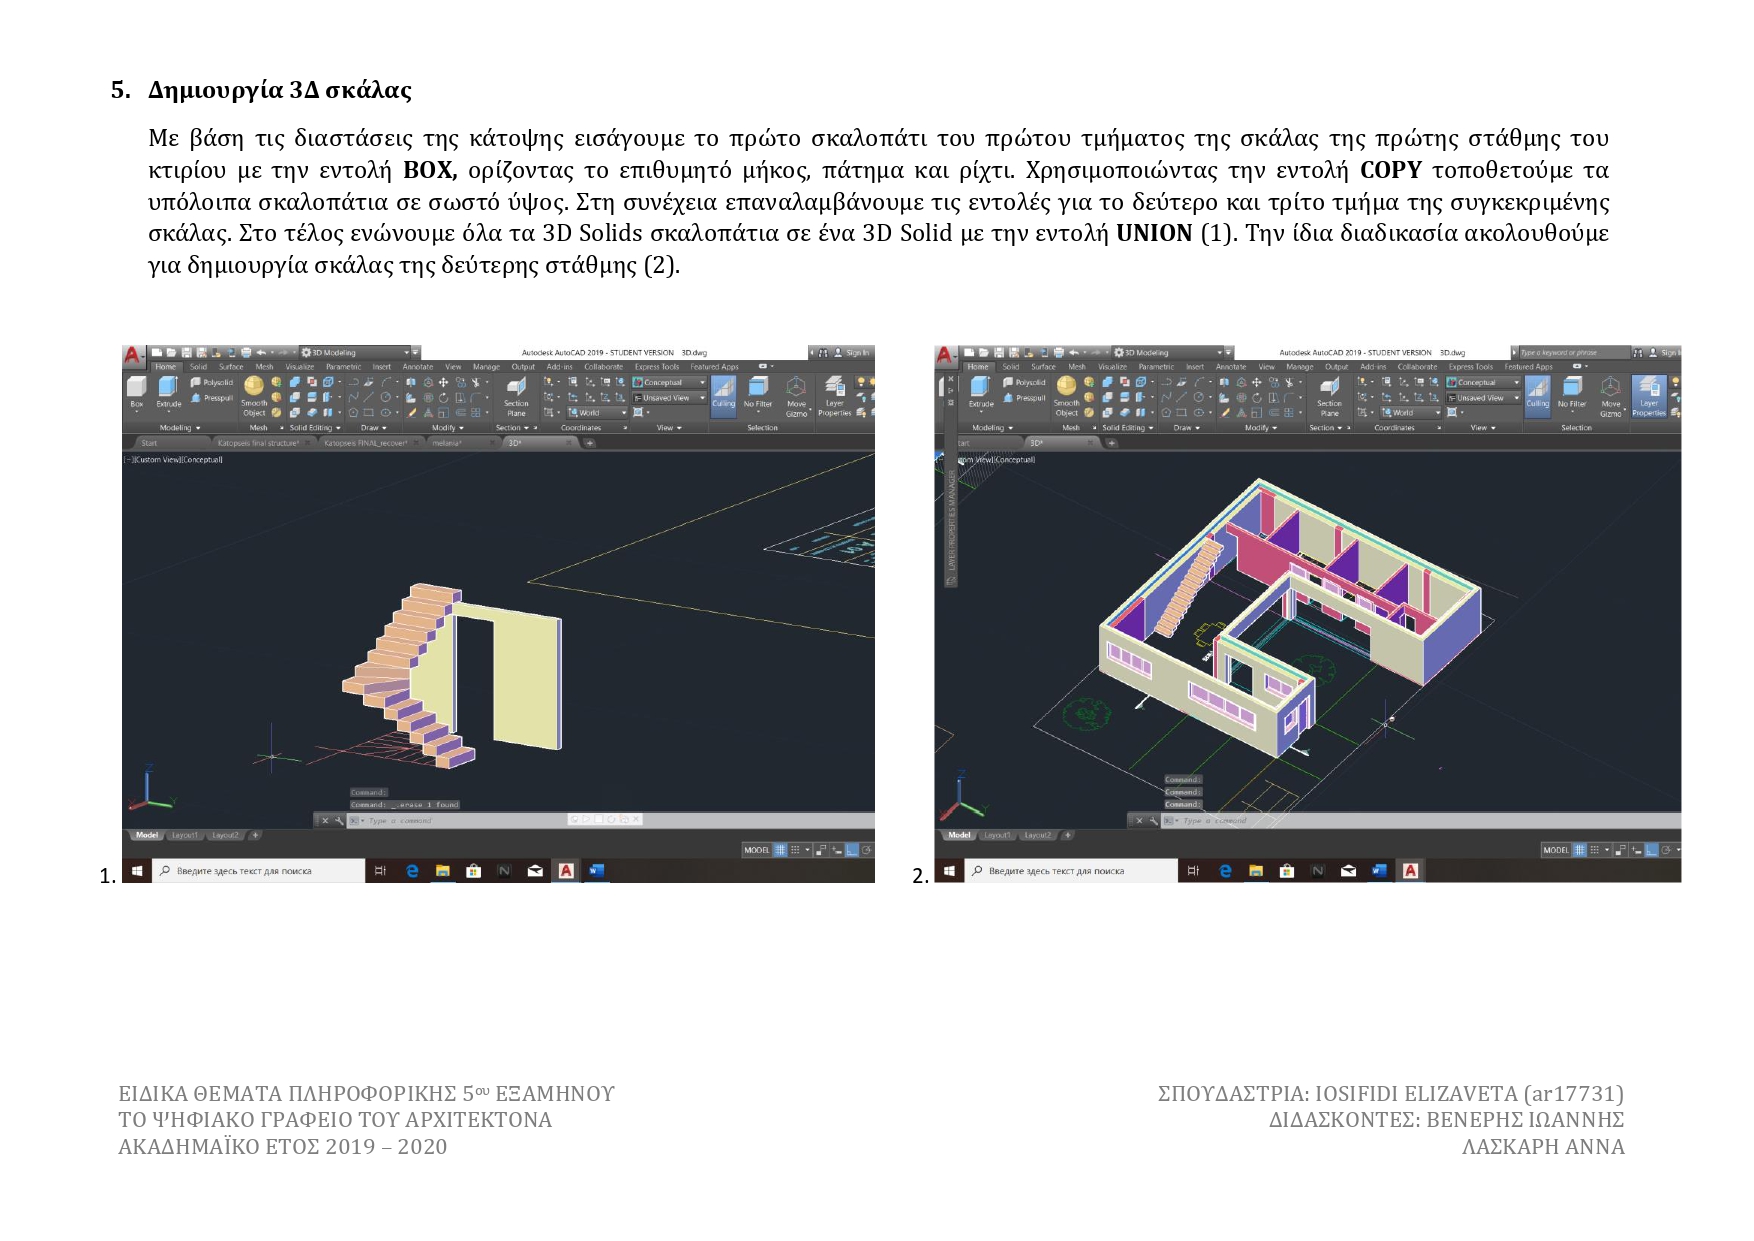 5. Δημιουργία 3Δ σκάλας
Με βάση τις διαστάσεις της κάτοψης εισάγουμε το πρώτο σκαλοπάτι του πρώτου τμήματος της σκάλας της πρώτης στάθμης του
κτιρίου με την εντολή BOX, ορίζοντας το επιθυμητό μήκος, πάτημα και ρίχτι. Χρησιμοποιώντας την εντολή COPY τοποθετούμε τα
υπόλοιπα σκαλοπάτια σε σωστό ύψος. Στη συνέχεια επαναλαμβάνουμε τις εντολές για το δεύτερο και τρίτο τμήμα της συγκεκριμένης
σκάλας. Στο τέλος ενώνουμε όλα τα 3D Solids σκαλοπάτια σε ένα 3D Solid με την εντολή UNION (1). Την ίδια διαδικασία ακολουθούμε
για δημιουργία σκάλας της δεύτερης στάθμης (2).
3D Modeling Autodesk AutoCAD 2019 - STUDENT VERSION 3D.dwg Sign In
Home Solid Surface Mesh Visualize Parametric Insert Annotate View Manage Output Add-ins Collaborate Express Tools Featured Apps
Polysolid Conceptual
Presspull Unsaved View
Box Extrude Smooth Object World Section Plane Culling No Filter Move Gizmo Layer Properties
Modeling Mesh Solid Editing Draw Modify Section Coordinates View Selection
Start Katopseis final structure* Katopseis FINAL_recover* melania* 3D*
[-][Custom View][Conceptual]
Z
Y
Command:
Command: _.erase 1 found
Type a command
Model Layout1 Layout2 +
MODEL
Введите здесь текст для поиска
1.
3D Modeling Autodesk AutoCAD 2019 - STUDENT VERSION 3D.dwg Type a keyword or phrase Sign
Home Solid Surface Mesh Visualize Parametric Insert Annotate View Manage Output Add-ins Collaborate Express Tools Featured Apps
Polysolid Conceptual
Presspull Unsaved View
Extrude Smooth Object World Section Plane Culling No Filter Move Gizmo Layer Properties
Modeling Mesh Solid Editing Draw Modify Section Coordinates View Selection
tart 3D*
om View][Conceptual]
LAYER PROPERTIES MANAGER
Z
Y
Command:
Command:
Command:
Type a command
Model Layout1 Layout2 +
MODEL
Введите здесь текст для поиска
2.
ΕΙΔΙΚΑ ΘΕΜΑΤΑ ΠΛΗΡΟΦΟΡΙΚΗΣ 5ου ΕΞΑΜΗΝΟΥ
ΤΟ ΨΗΦΙΑΚΟ ΓΡΑΦΕΙΟ ΤΟΥ ΑΡΧΙΤΕΚΤΟΝΑ
ΑΚΑΔΗΜΑΪΚΟ ΕΤΟΣ 2019 – 2020
ΣΠΟΥΔΑΣΤΡΙΑ: IOSIFIDI ELIZAVETA (ar17731)
ΔΙΔΑΣΚΟΝΤΕΣ: ΒΕΝΕΡΗΣ ΙΩΑΝΝΗΣ
ΛΑΣΚΑΡΗ ΑΝΝΑ